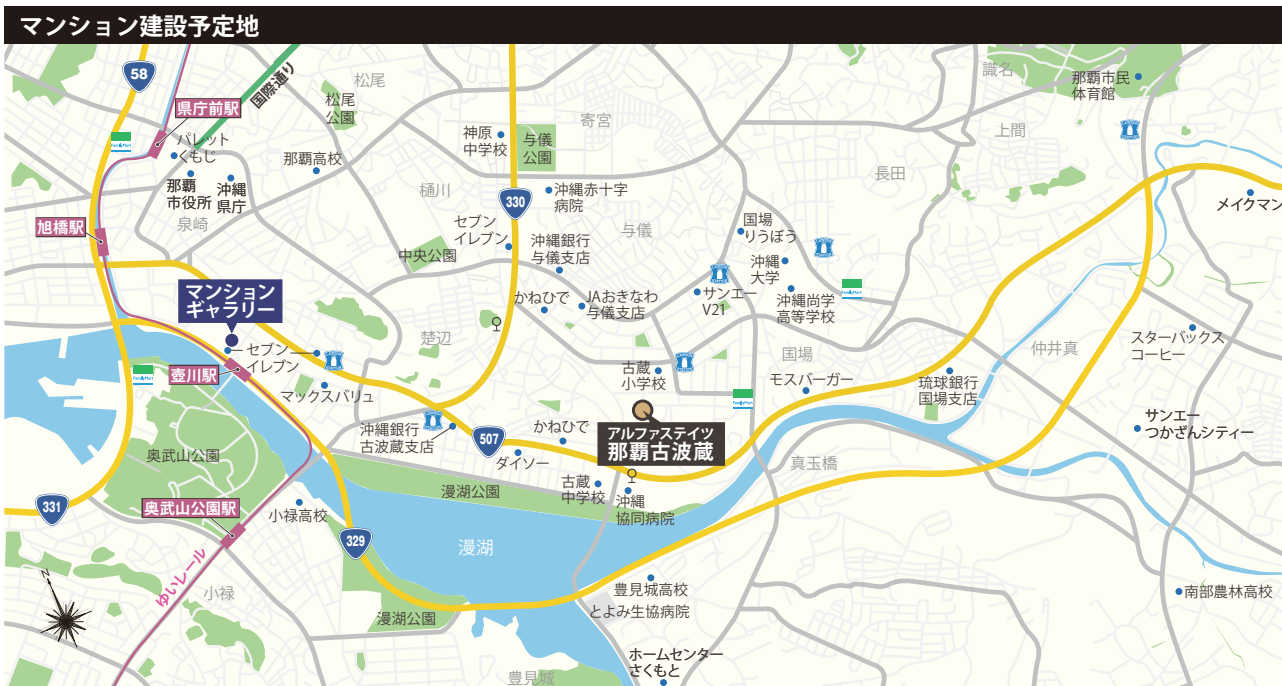 マンション建設予定地
58
国際通り
松尾
松尾
公園
県庁前駅
FamilyMart
パレット
くもじ
那覇
市役所
沖縄
県庁
泉崎
那覇高校
旭橋駅
神原
中学校
与儀
公園
寄宮
樋川
330
沖縄赤十字
病院
セブン
イレブン
沖縄銀行
与儀支店
与儀
中央公園
識名
那覇市民
体育館
上間
長田
メイクマン
国場
りうぼう
沖縄
大学
サンエー
V21
沖縄尚学
高等学校
FamilyMart
マンション
ギャラリー
かねひで
JAおきなわ
与儀支店
楚辺
セブン
イレブン
壺川駅
FamilyMart
マックスバリュ
古蔵
小学校
国場
モスバーガー
FamilyMart
仲井真
スターバックス
コーヒー
琉球銀行
国場支店
サンエー
つかざんシティー
沖縄銀行
古波蔵支店
507
かねひで
ダイソー
アルファステイツ
那覇古波蔵
奥武山公園
漫湖公園
古蔵
中学校
沖縄
協同病院
真玉橋
331
奥武山公園駅
小禄高校
329
漫湖
ゆいレール
小禄
N
漫湖公園
豊見城高校
とよみ生協病院
南部農林高校
ホームセンター
さくもと
豊見城